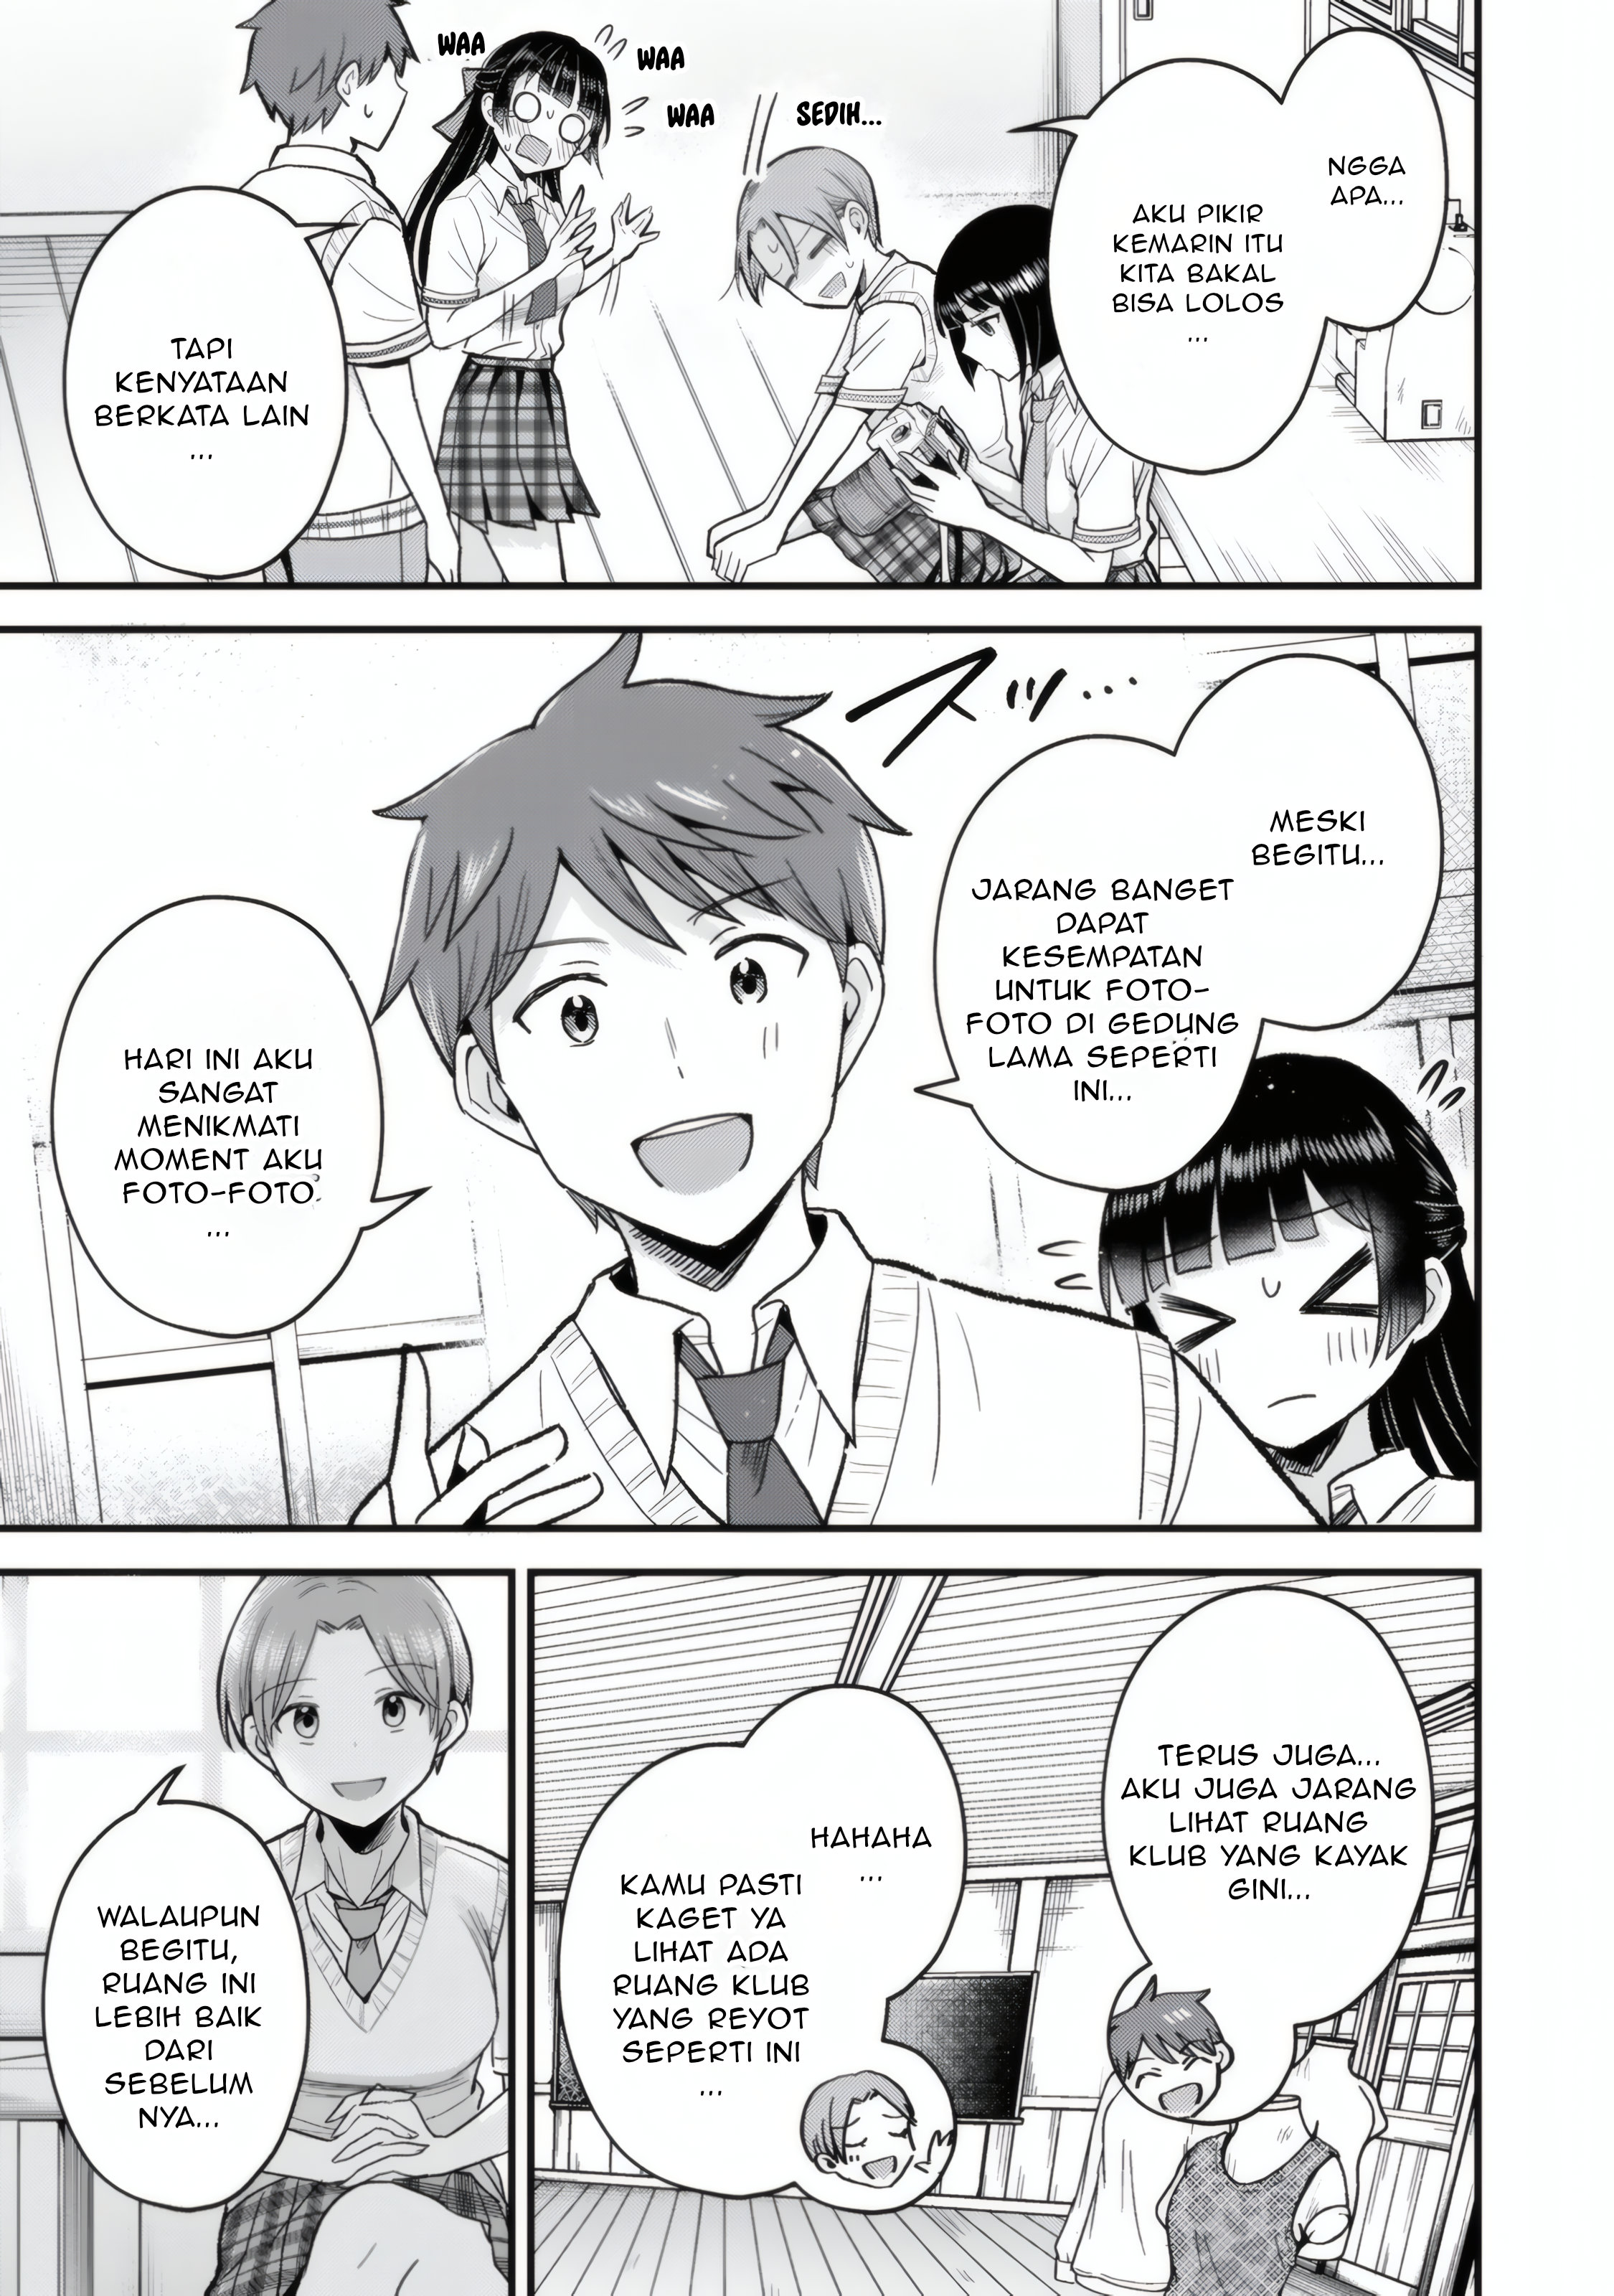 NGGA
APA...
AKU PIKIR
KEMARIN ITU
KITA BAKAL
BISA LOLOS
...
SEDIH...
WAA
WAA
WAA
TAPI
KENYATAAN
BERKATA LAIN
...
スッ...
MESKI
BEGITU...
JARANG BANGET
DAPAT
KESEMPATAN
UNTUK FOTO-
FOTO DI GEDUNG
LAMA SEPERTI
INI...
HARI INI AKU
SANGAT
MENIKMATI
MOMENT AKU
FOTO-FOTO.
...
TERUS JUGA...
AKU JUGA JARANG
LIHAT RUANG
KLUB YANG KAYAK
GINI...
HAHAHA
...
KAMU PASTI
KAGET YA
LIHAT ADA
RUANG KLUB
YANG REYOT
SEPERTI INI
...
WALAUPUN
BEGITU,
RUANG INI
LEBIH BAIK
DARI
SEBELUM
NYA...